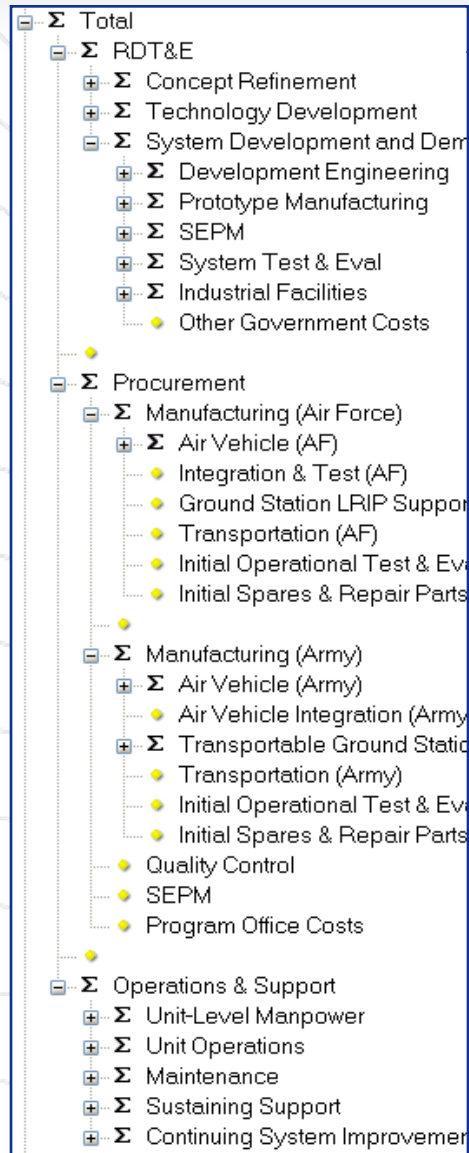 Σ Total
Σ RDT&E
Σ Concept Refinement
Σ Technology Development
Σ System Development and Dem
Σ Development Engineering
Σ Prototype Manufacturing
Σ SEPM
Σ System Test & Eval
Σ Industrial Facilities
Other Government Costs
Σ Procurement
Σ Manufacturing (Air Force)
Σ Air Vehicle (AF)
Integration & Test (AF)
Ground Station LRIP Suppor
Transportation (AF)
Initial Operational Test & Eva
Initial Spares & Repair Parts
Σ Manufacturing (Army)
Σ Air Vehicle (Army)
Air Vehicle Integration (Army
Σ Transportable Ground Static
Transportation (Army)
Initial Operational Test & Eva
Initial Spares & Repair Parts
Quality Control
SEPM
Program Office Costs
Σ Operations & Support
Σ Unit-Level Manpower
Σ Unit Operations
Σ Maintenance
Σ Sustaining Support
Σ Continuing System Improvemer